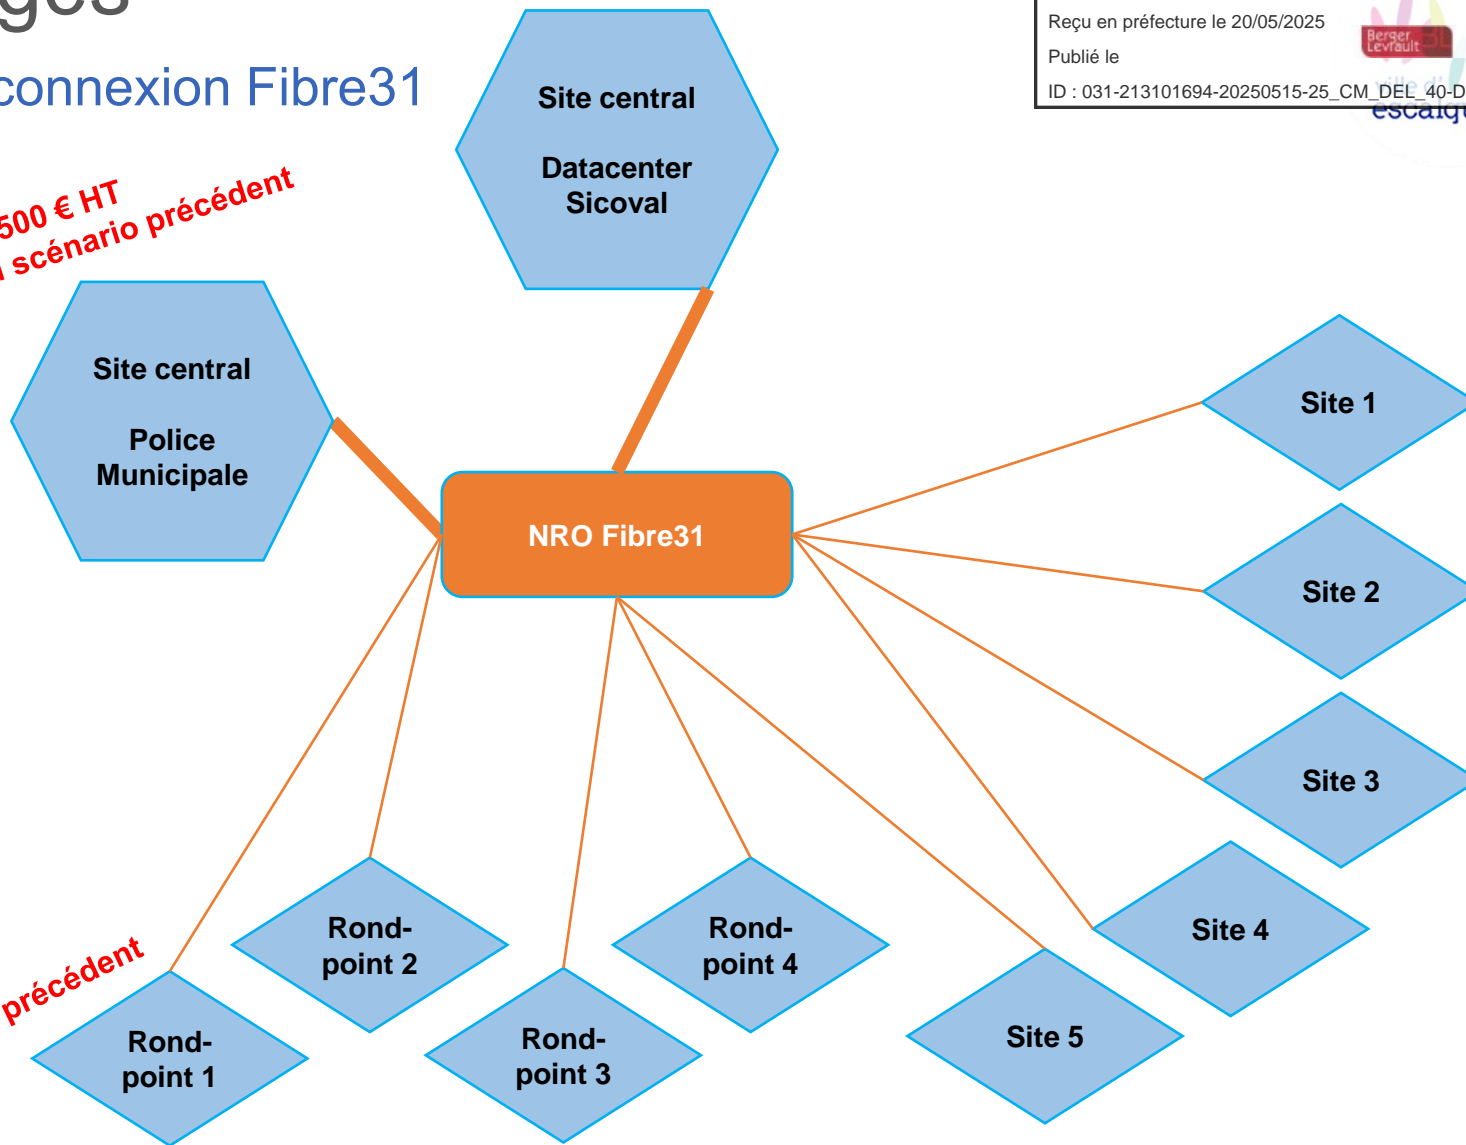 connexion Fibre31
Reçu en préfecture le 20/05/2025
Publié le
ID : 031-213101694-20250515-25_CM_DEL_40-D
Berger
Levrault
ville d'
500 € HT
scénario précédent
Site central
Datacenter
Sicoval
Site central
Police
Municipale
NRO Fibre31
Site 1
Site 2
Site 3
Site 4
Site 5
Rond-
point 2
Rond-
point 4
précédent
Rond-
point 1
Rond-
point 3